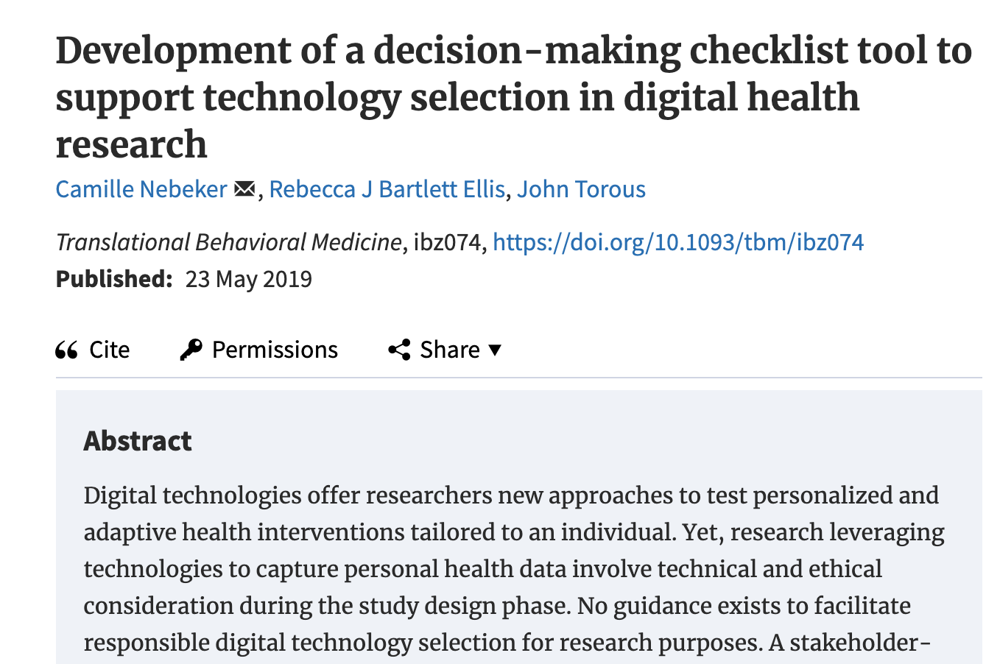 Development of a decision-making checklist tool to
support technology selection in digital health
research
Camille Nebeker, Rebecca J Bartlett Ellis, John Torous
Translational Behavioral Medicine, ibz074, https://doi.org/10.1093/tbm/ibz074
Published: 23 May 2019
Cite Permissions Share
Abstract
Digital technologies offer researchers new approaches to test personalized and
adaptive health interventions tailored to an individual. Yet, research leveraging
technologies to capture personal health data involve technical and ethical
consideration during the study design phase. No guidance exists to facilitate
responsible digital technology selection for research purposes. A stakeholder-